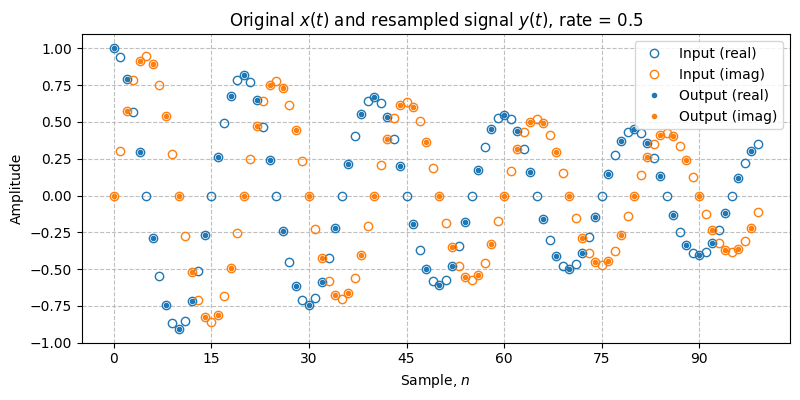 Original x(t) and resampled signal y(t), rate = 0.5
Input (real)
Input (imag)
Output (real)
Output (imag)
1.00
0.75
0.50
0.25
0.00
−0.25
−0.50
−0.75
−1.00
Amplitude
0 15 30 45 60 75 90
Sample, n